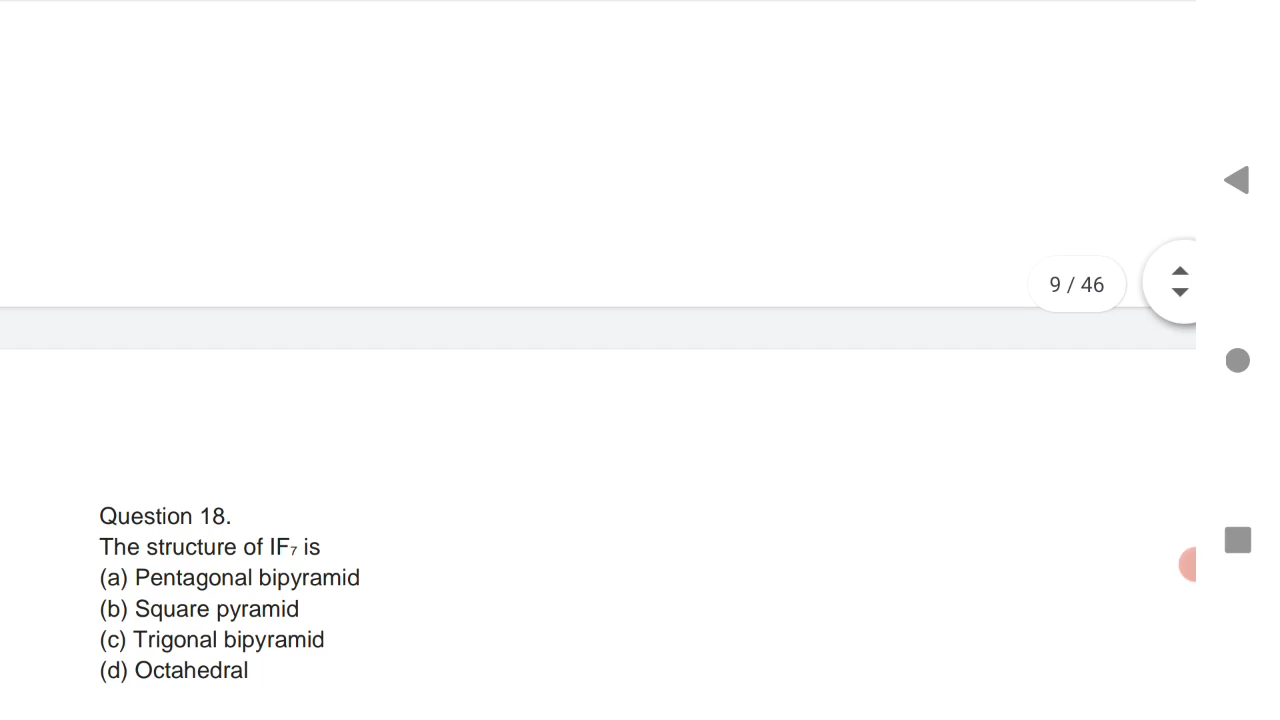 9 / 46
Question 18.
The structure of IF₇ is
(a) Pentagonal bipyramid
(b) Square pyramid
(c) Trigonal bipyramid
(d) Octahedral